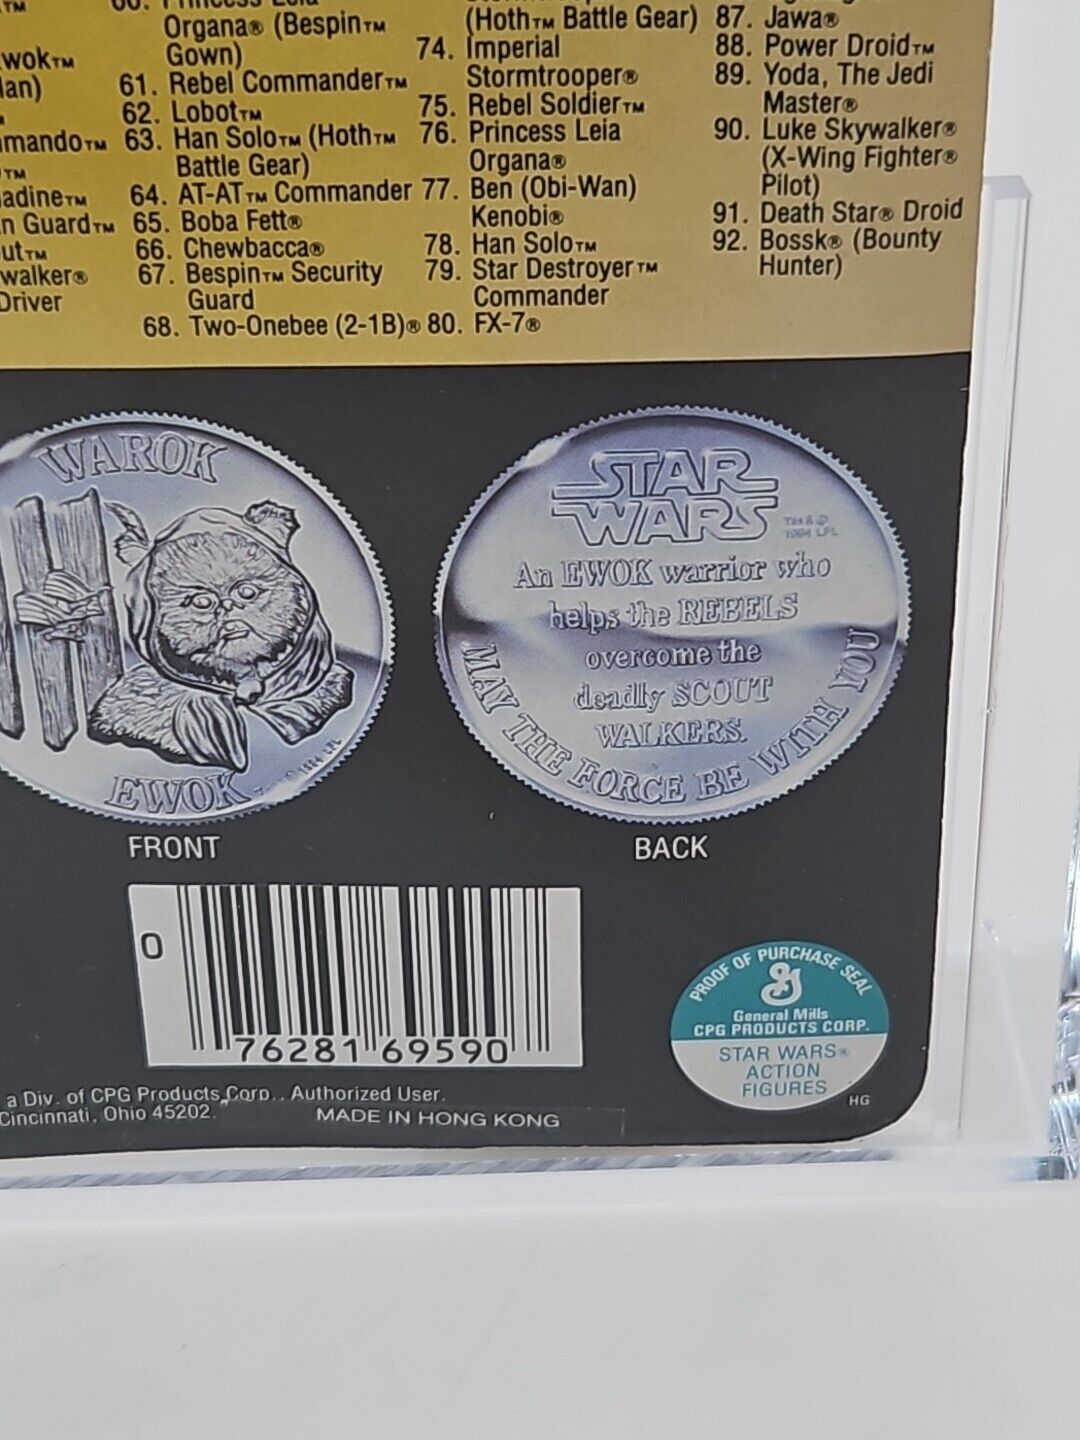 Organa® (Bespin™
Gown)
61. Rebel Commander™
62. Lobot™
63. Han Solo™ (Hoth™
Battle Gear)
64. AT-AT™ Commander
65. Boba Fett®
66. Chewbacca®
67. Bespin™ Security
Guard
68. Two-Onebee (2-1B)®
(Hoth™ Battle Gear)
74. Imperial
Stormtrooper®
75. Rebel Soldier™
76. Princess Leia
Organa®
77. Ben (Obi-Wan)
Kenobi®
78. Han Solo™
79. Star Destroyer™
Commander
80. FX-7®
87. Jawa®
88. Power Droid™
89. Yoda, The Jedi
Master®
90. Luke Skywalker®
(X-Wing Fighter®
Pilot)
91. Death Star® Droid
92. Bossk® (Bounty
Hunter)
WAROK
EWOK
FRONT
STAR
WARS
An EWOK warrior who
helps the REBELS
overcome the
deadly SCOUT
WALKERS.
MAY THE FORCE BE WITH YOU
BACK
0
76281 69590
PROOF OF PURCHASE SEAL
General Mills
CPG PRODUCTS CORP.
STAR WARS®
ACTION
FIGURES
HG
a Div. of CPG Products Corp., Authorized User.
Cincinnati, Ohio 45202.
MADE IN HONG KONG